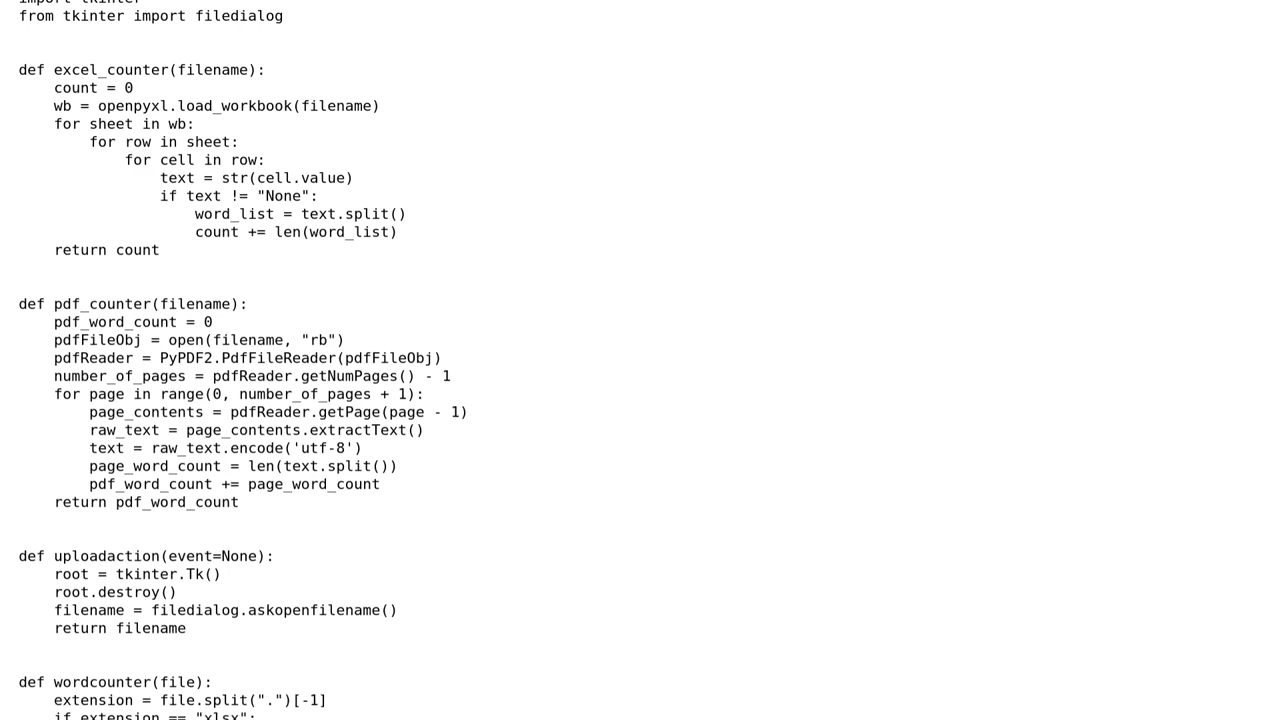 import tkinter
from tkinter import filedialog


def excel_counter(filename):
    count = 0
    wb = openpyxl.load_workbook(filename)
    for sheet in wb:
        for row in sheet:
            for cell in row:
                text = str(cell.value)
                if text != "None":
                    word_list = text.split()
                    count += len(word_list)
    return count


def pdf_counter(filename):
    pdf_word_count = 0
    pdfFileObj = open(filename, "rb")
    pdfReader = PyPDF2.PdfFileReader(pdfFileObj)
    number_of_pages = pdfReader.getNumPages() - 1
    for page in range(0, number_of_pages + 1):
        page_contents = pdfReader.getPage(page - 1)
        raw_text = page_contents.extractText()
        text = raw_text.encode('utf-8')
        page_word_count = len(text.split())
        pdf_word_count += page_word_count
    return pdf_word_count


def uploadaction(event=None):
    root = tkinter.Tk()
    root.destroy()
    filename = filedialog.askopenfilename()
    return filename


def wordcounter(file):
    extension = file.split(".")[-1]
    if extension == "xlsx":